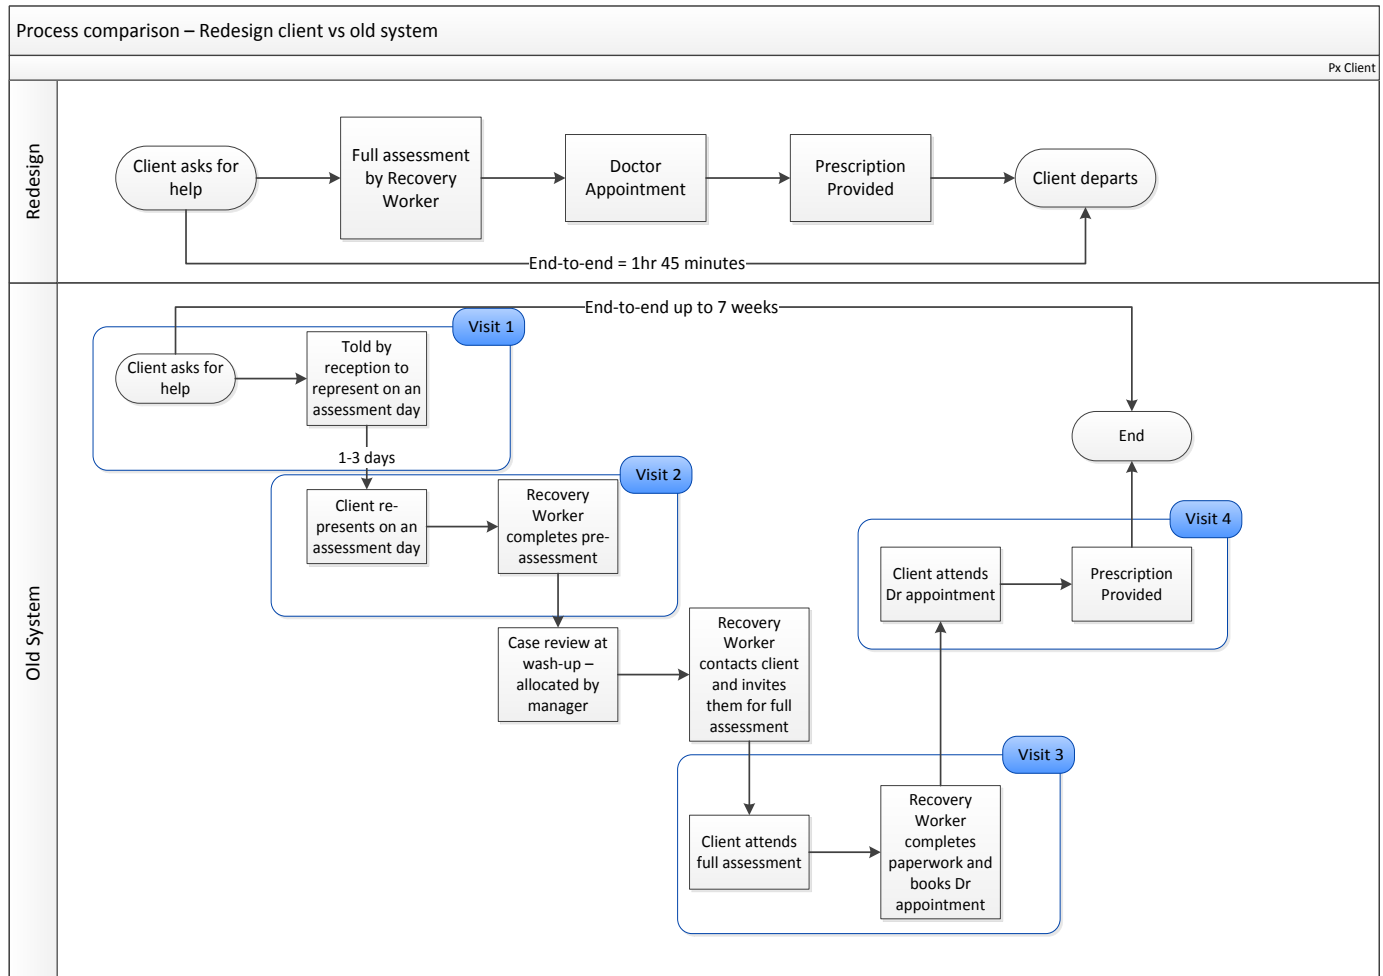 Process comparison – Redesign client vs old system
Px Client
Redesign
Client asks for
help
Full assessment
by Recovery
Worker
Doctor
Appointment
Prescription
Provided
Client departs
End-to-end = 1hr 45 minutes
Old System
End-to-end up to 7 weeks
Visit 1
Client asks for
help
Told by
reception to
represent on an
assessment day
1-3 days
Visit 2
Client re-
presents on an
assessment day
Recovery
Worker
completes pre-
assessment
Case review at
wash-up –
allocated by
manager
Recovery
Worker
contacts client
and invites
them for full
assessment
Visit 3
Client attends
full assessment
Recovery
Worker
completes
paperwork and
books Dr
appointment
Visit 4
Client attends
Dr appointment
Prescription
Provided
End